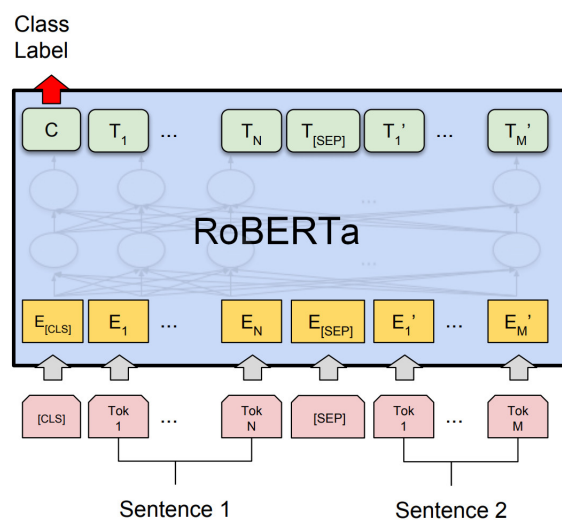 Class
Label
C T1 ... TN T[SEP] T1' ... TM'
...
RoBERTa
...
E[CLS] E1 ... EN E[SEP] E1' ... EM'
[CLS] Tok 1 ... Tok N [SEP] Tok 1 ... Tok M
Sentence 1 Sentence 2